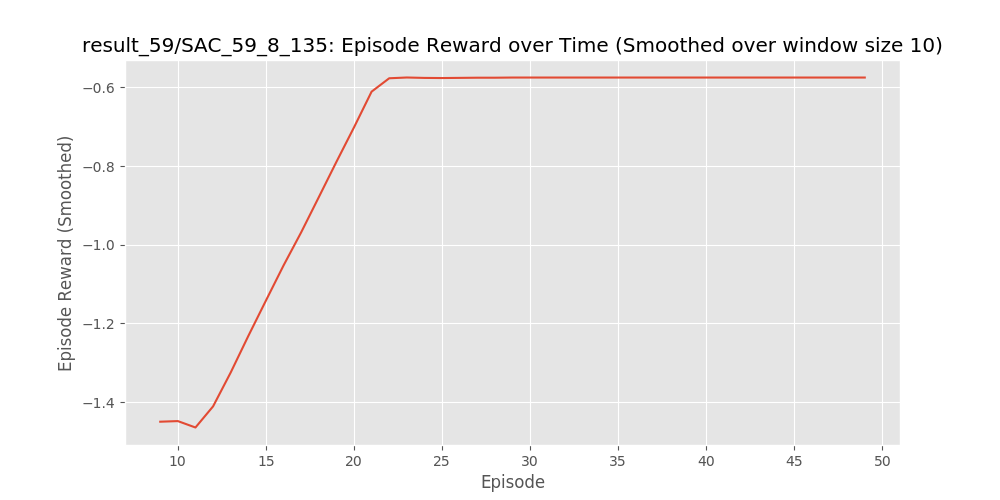 result_59/SAC_59_8_135: Episode Reward over Time (Smoothed over window size 10)
Episode Reward (Smoothed)
−0.6
−0.8
−1.0
−1.2
−1.4
10 15 20 25 30 35 40 45 50
Episode